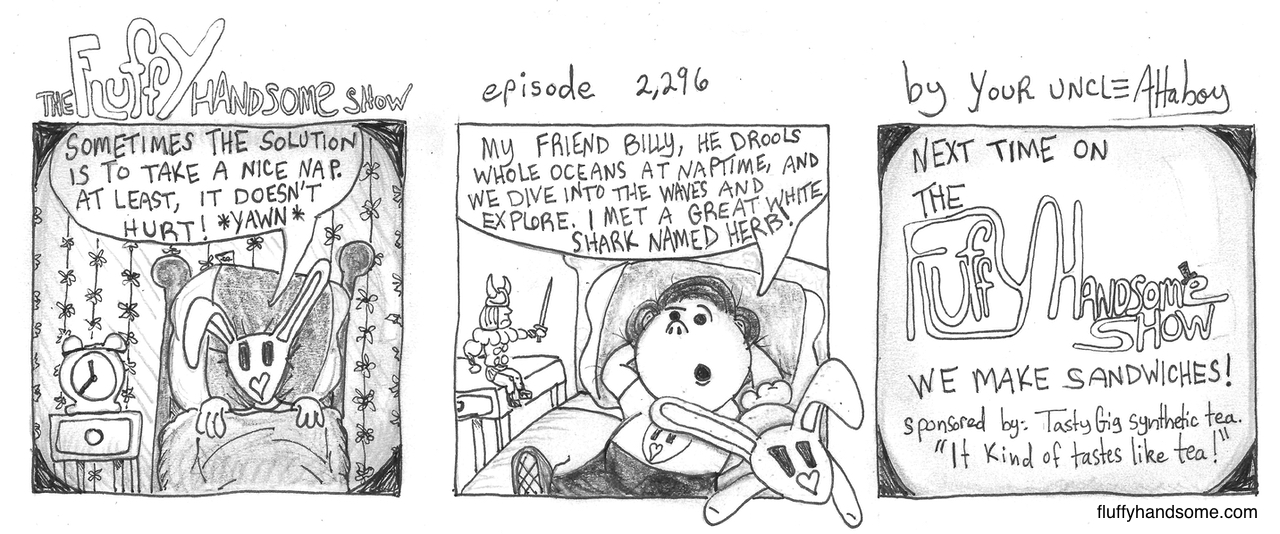 THE FLuffY HANDSOMe SHOW
episode 2,296
by YOUR UNCLE AttAboy
SOMETIMES THE SOLUTION
IS TO TAKE A NICE NAP.
AT LEAST, IT DOESN'T
HURT! *YAWN*
MY FRIEND BILLY, HE DROOLS
WHOLE OCEANS AT NAPTIME, AND
WE DIVE INTO THE WAVES AND
EXPLORE. I MET A GREAT WHITE
SHARK NAMED HERB!
NEXT TIME ON
THE
FLuffY HANDSOMe
SHOW
WE MAKE SANDWICHES!
sponsored by: TastyGig synthetic tea.
"It Kind of tastes like tea!"
fluffyhandsome.com